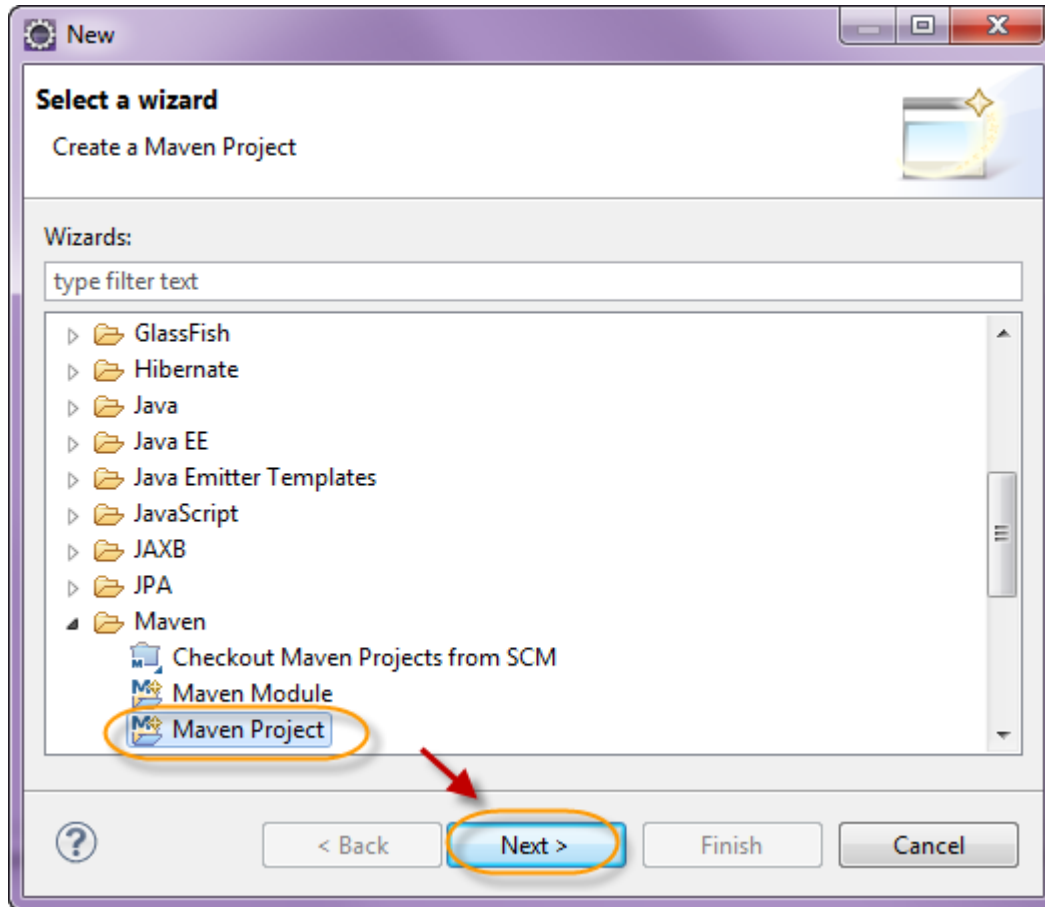 New
Select a wizard
Create a Maven Project
Wizards:
type filter text
GlassFish
Hibernate
Java
Java EE
Java Emitter Templates
JavaScript
JAXB
JPA
Maven
Checkout Maven Projects from SCM
Maven Module
Maven Project
? < Back Next > Finish Cancel